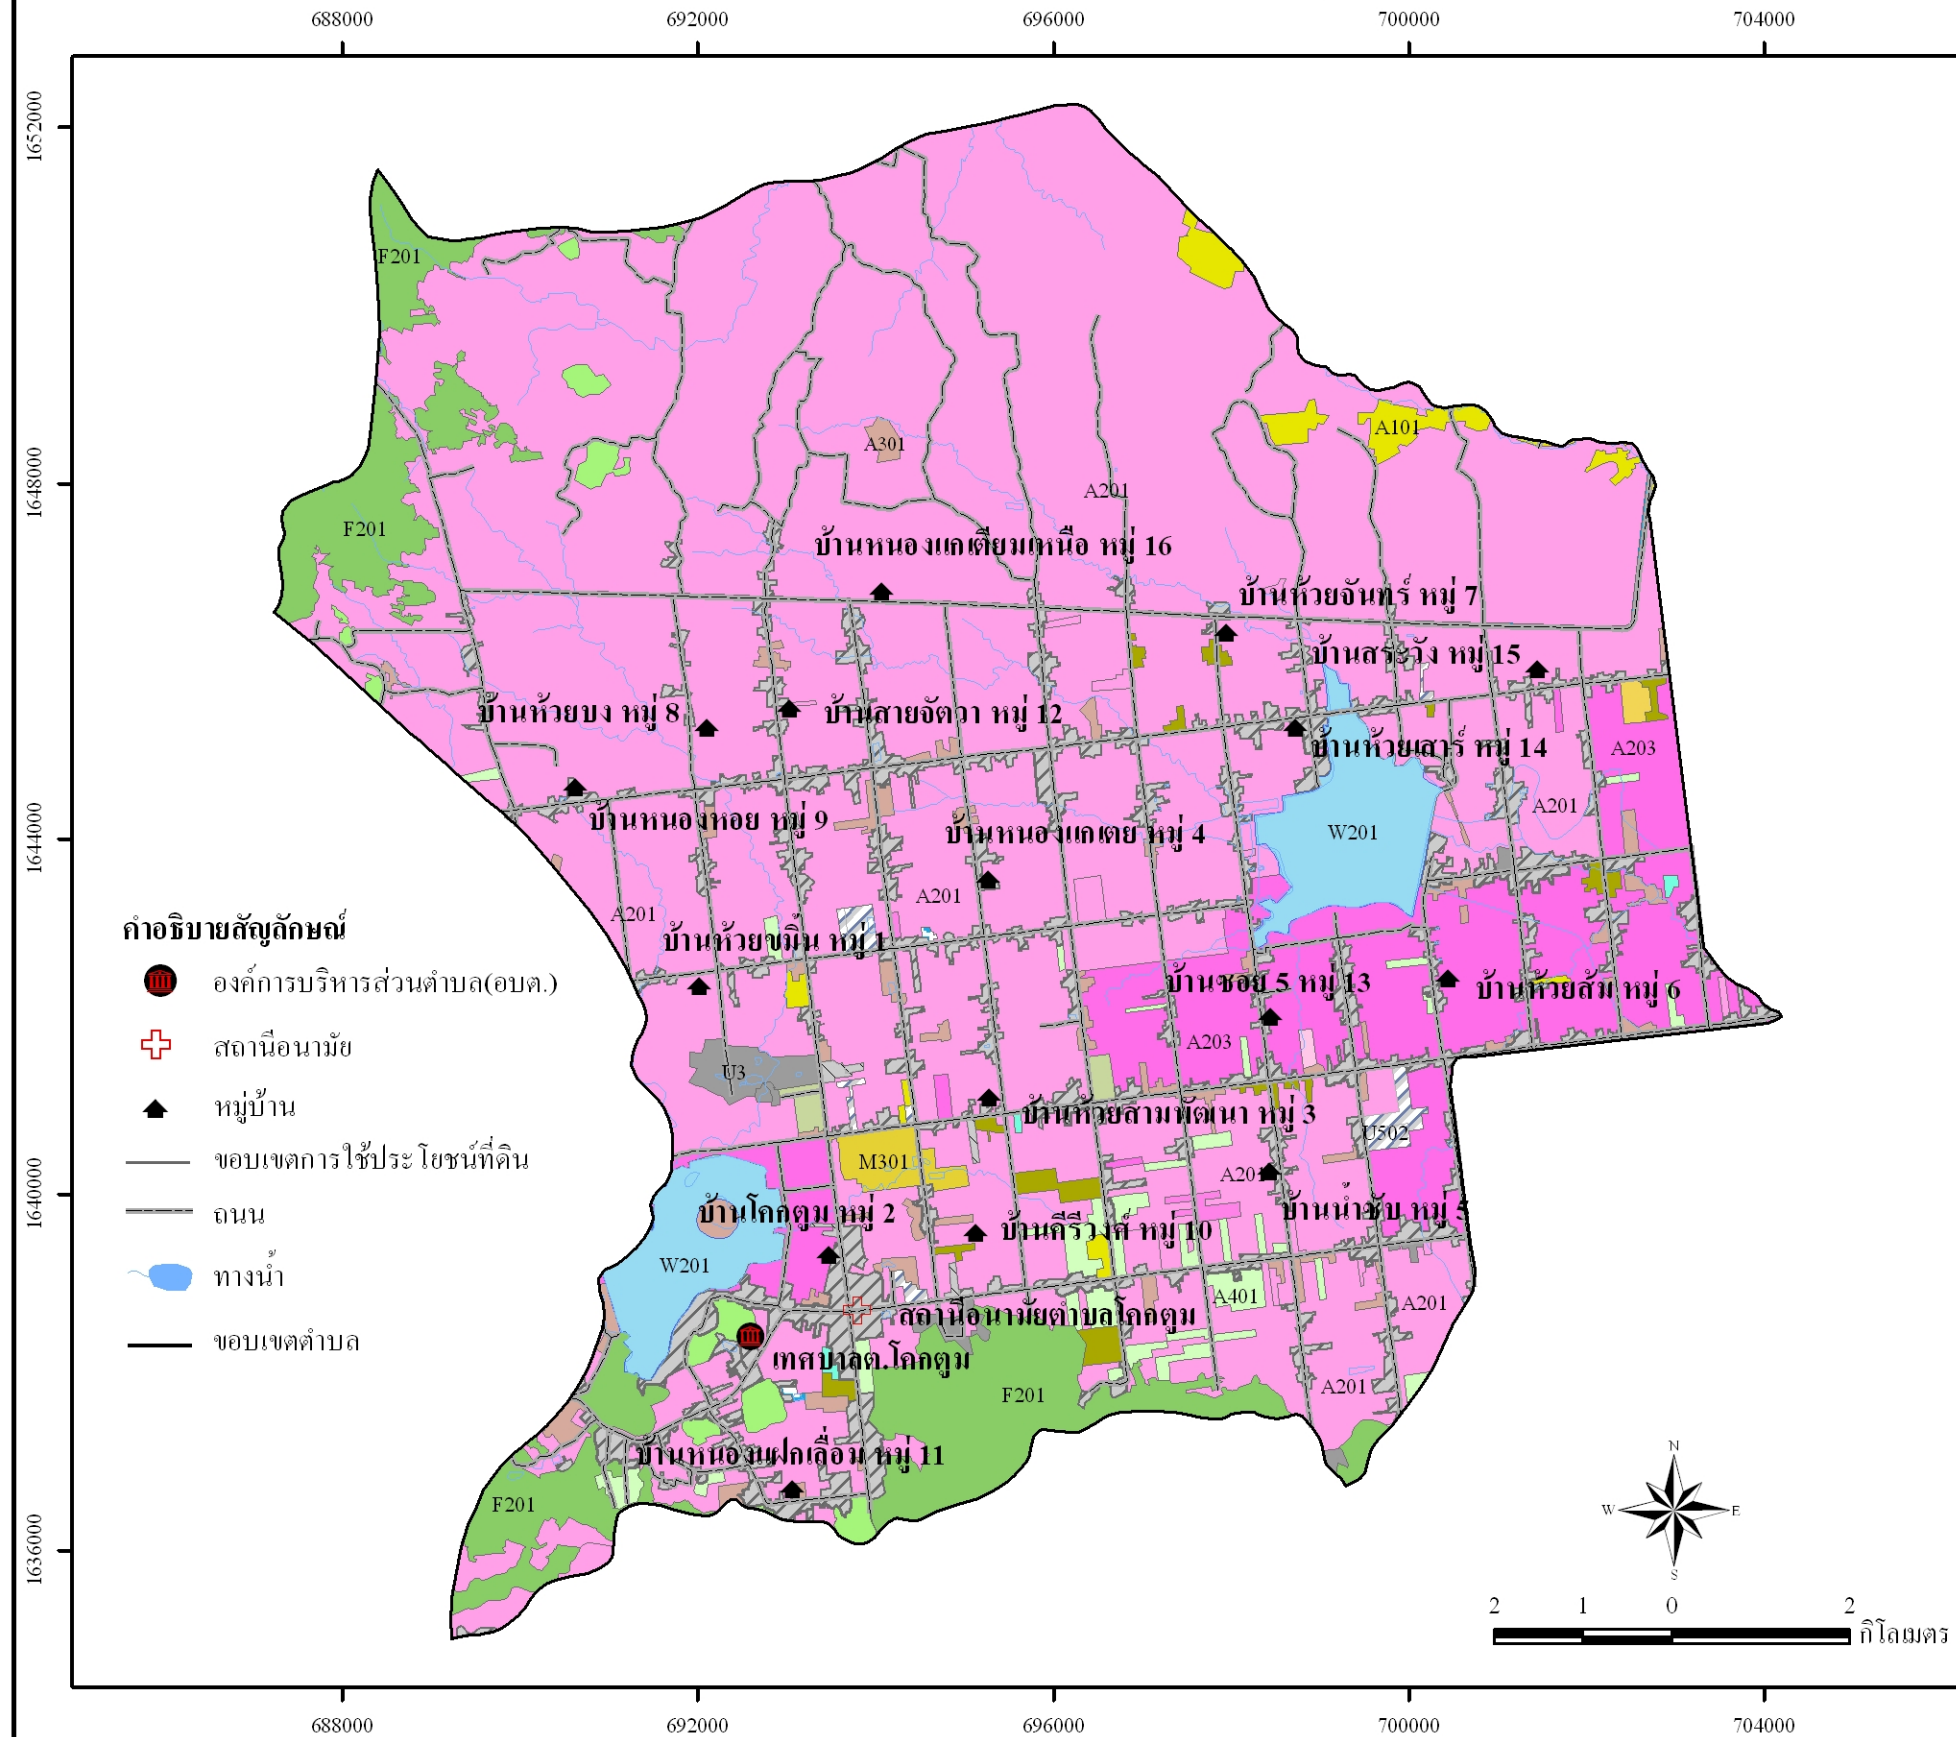 688000 692000 696000 700000 704000
1652000
1648000
1644000
1640000
1636000
F201
F201
A301
A101
A201
บ้านหนองแกเตียมเหนือ หมู่ 16
บ้านห้วยจันทร์ หมู่ 7
บ้านสระวัง หมู่ 15
บ้านห้วยบง หมู่ 8
บ้านสายจัตวา หมู่ 12
บ้านห้วยเสาร์ หมู่ 14
A203
A201
บ้านหนองหอย หมู่ 9
บ้านหนองแกเตย หมู่ 4
W201
A201
A201
บ้านห้วยขมิ้น หมู่ 1
บ้านซอย 5 หมู่ 13
บ้านห้วยส้ม หมู่ 6
A203
U3
บ้านห้วยสามพัฒนา หมู่ 3
U502
M301
A201
บ้านโคกตูม หมู่ 2
บ้านคีรีวงศ์ หมู่ 10
บ้านน้ำซับ หมู่ 5
W201
A401
A201
สถานีอนามัยตำบลโคกตูม
เทศบาลต.โคกตูม
F201
A201
บ้านหนองแฝกเลื่อม หมู่ 11
F201
คำอธิบายสัญลักษณ์
องค์การบริหารส่วนตำบล(อบต.)
สถานีอนามัย
หมู่บ้าน
ขอบเขตการใช้ประโยชน์ที่ดิน
ถนน
ทางน้ำ
ขอบเขตตำบล
N
W E
S
2 1 0 2
กิโลเมตร
688000 692000 696000 700000 704000